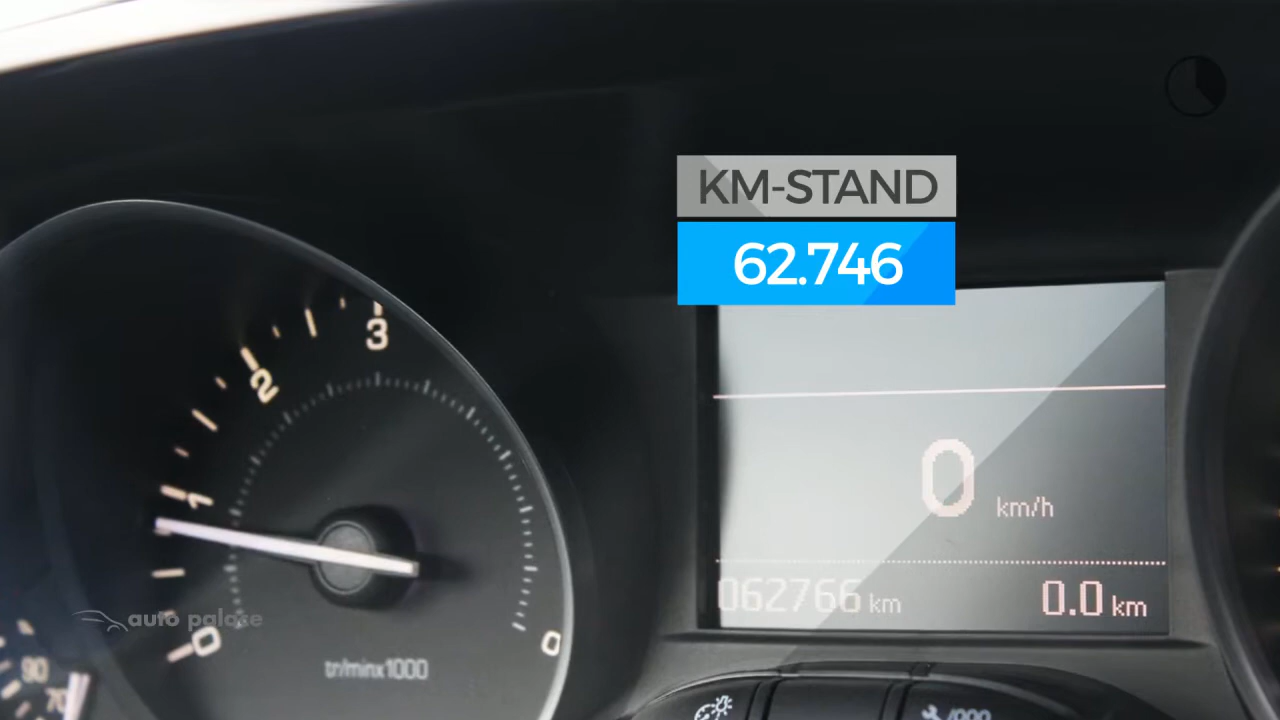 KM-STAND
62.746
3
2
1
0
0
tr/minx1000
0 km/h
062766 km
0.0 km
auto palace
90
70